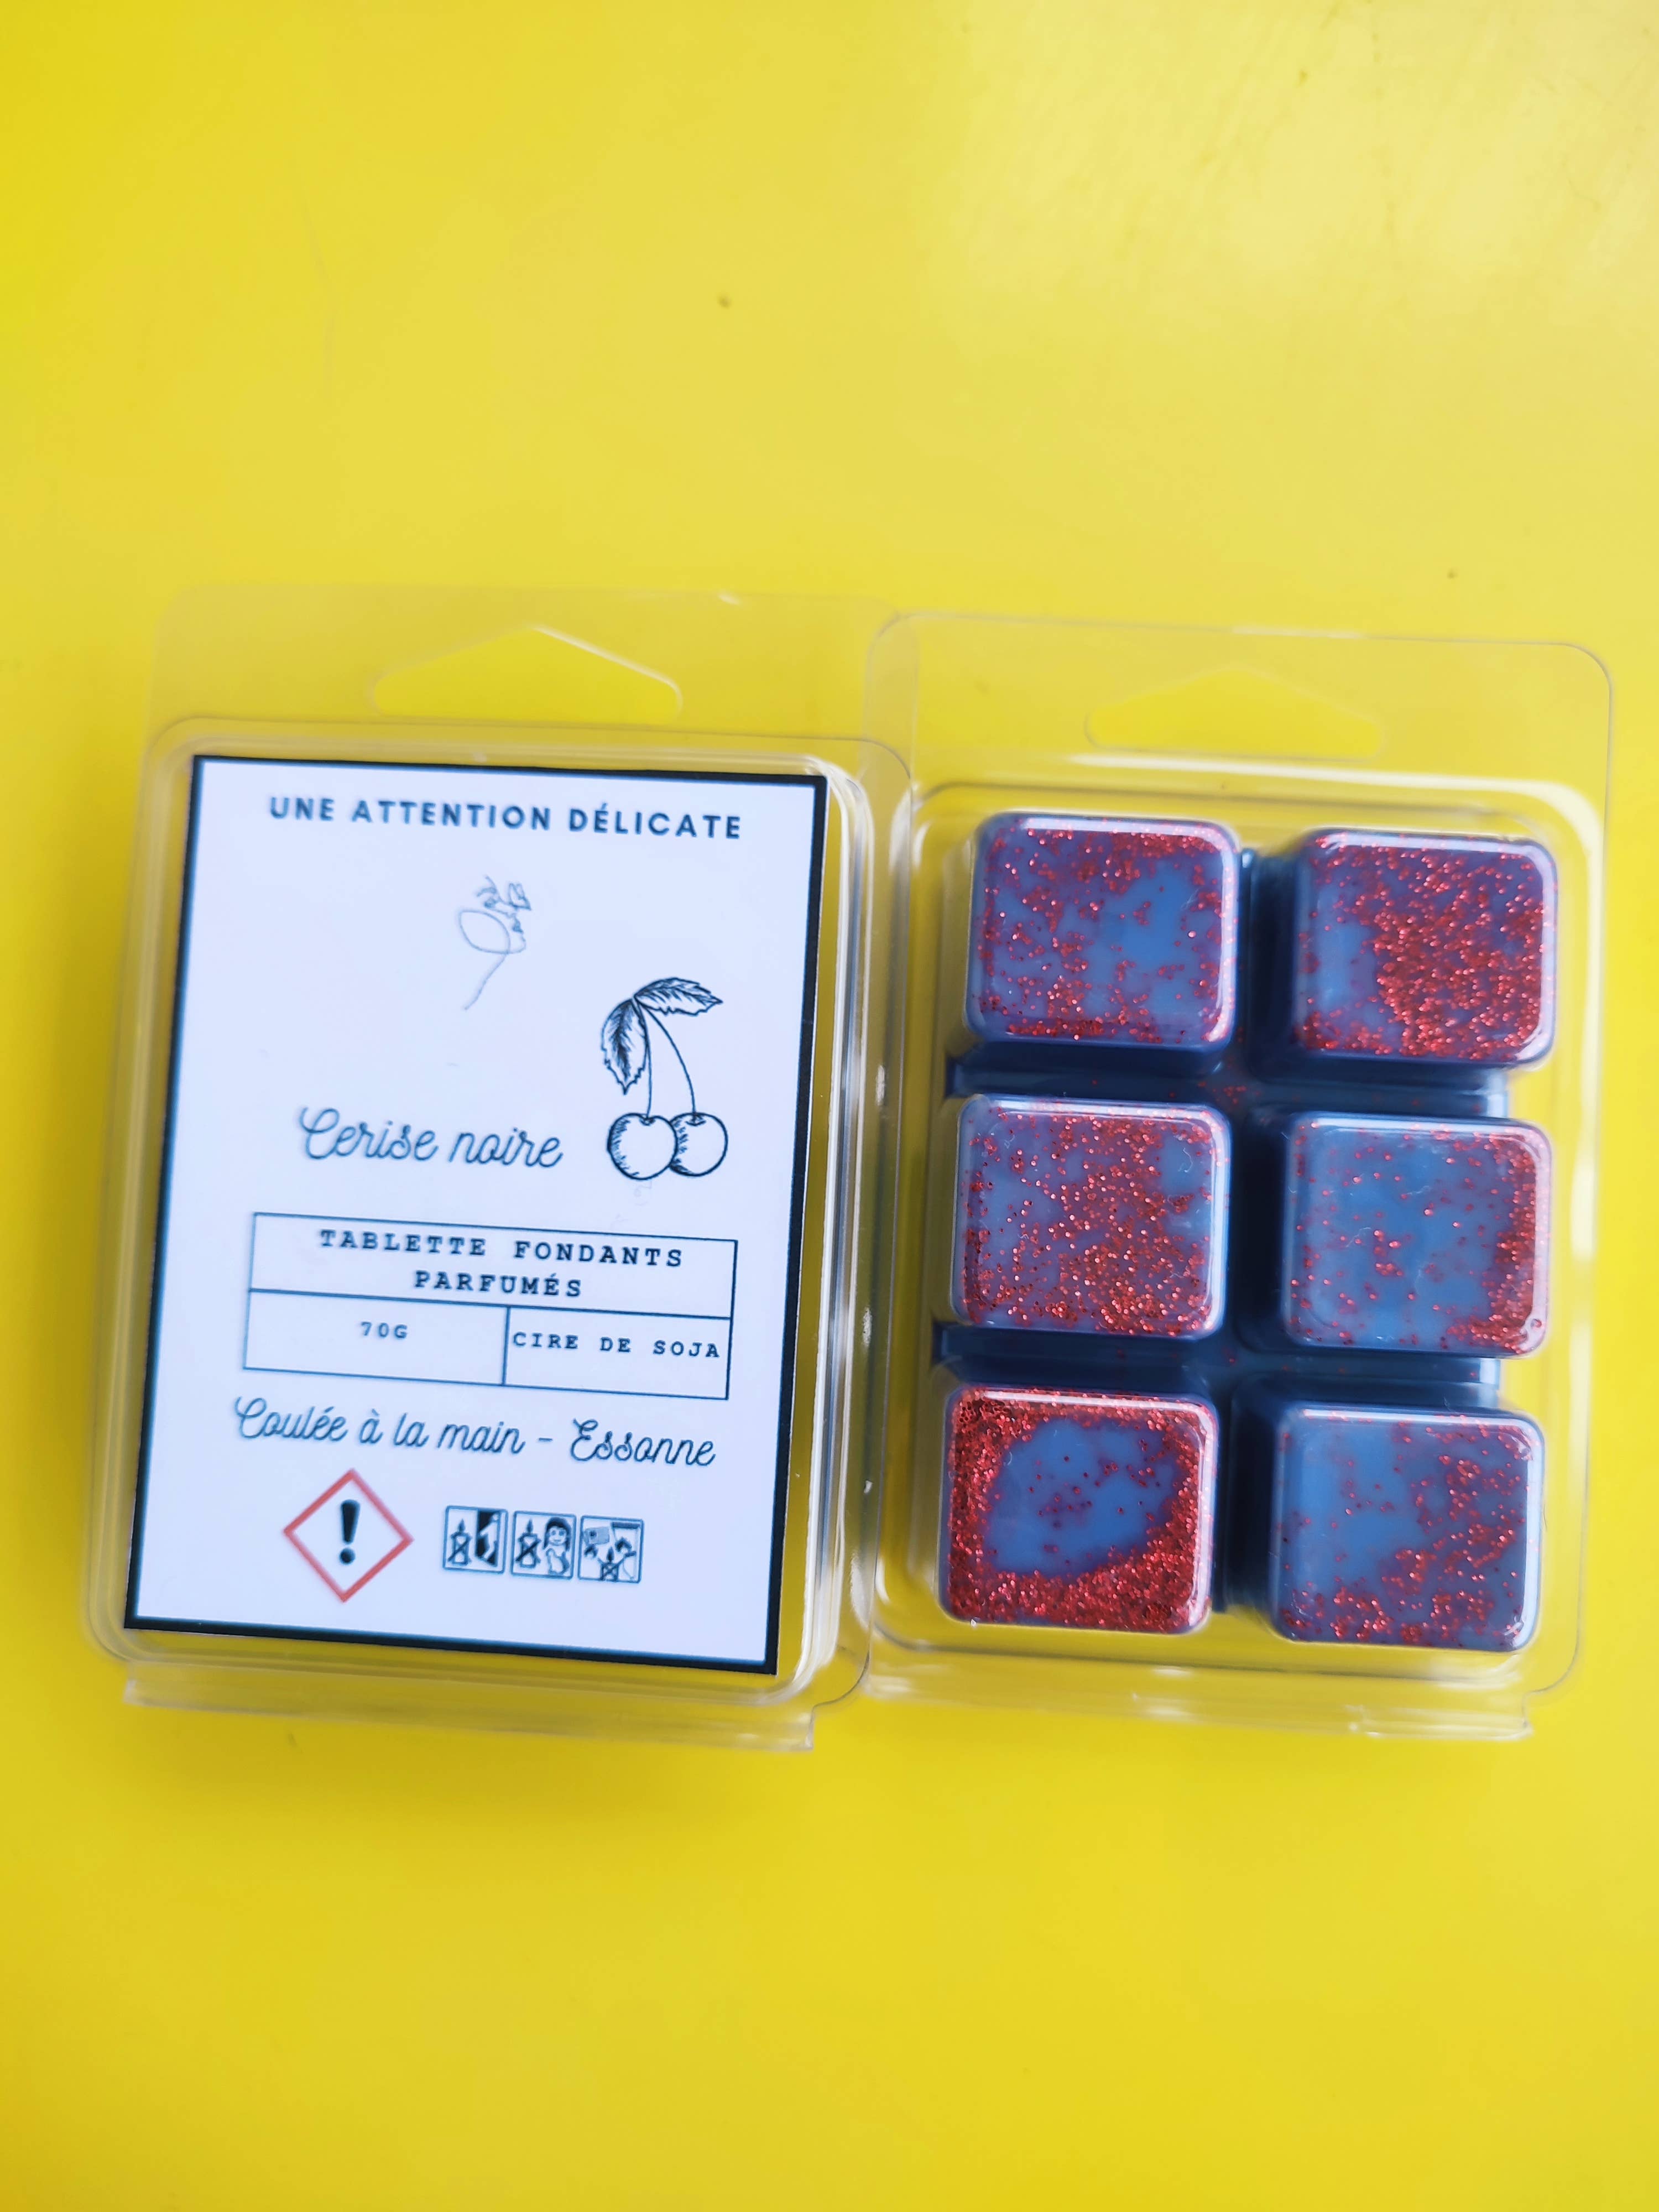 UNE ATTENTION DÉLICATE
Cerise noire
TABLETTE FONDANTS
PARFUMÉS
70G
CIRE DE SOJA
Coulée à la main - Essonne
!